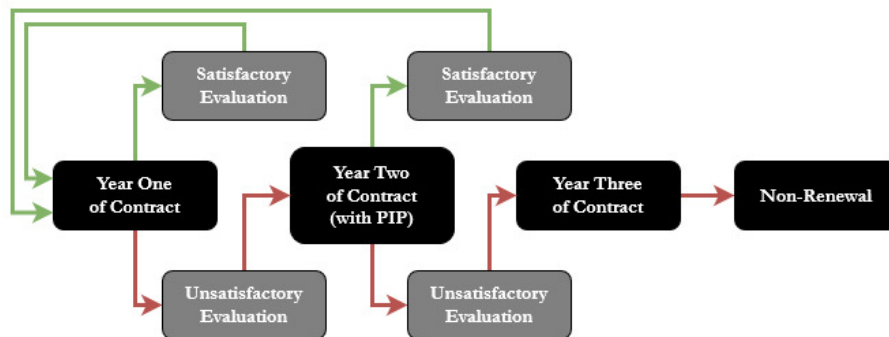 Satisfactory
Evaluation
Satisfactory
Evaluation
Year One
of Contract
Year Two
of Contract
(with PIP)
Year Three
of Contract
Non-Renewal
Unsatisfactory
Evaluation
Unsatisfactory
Evaluation